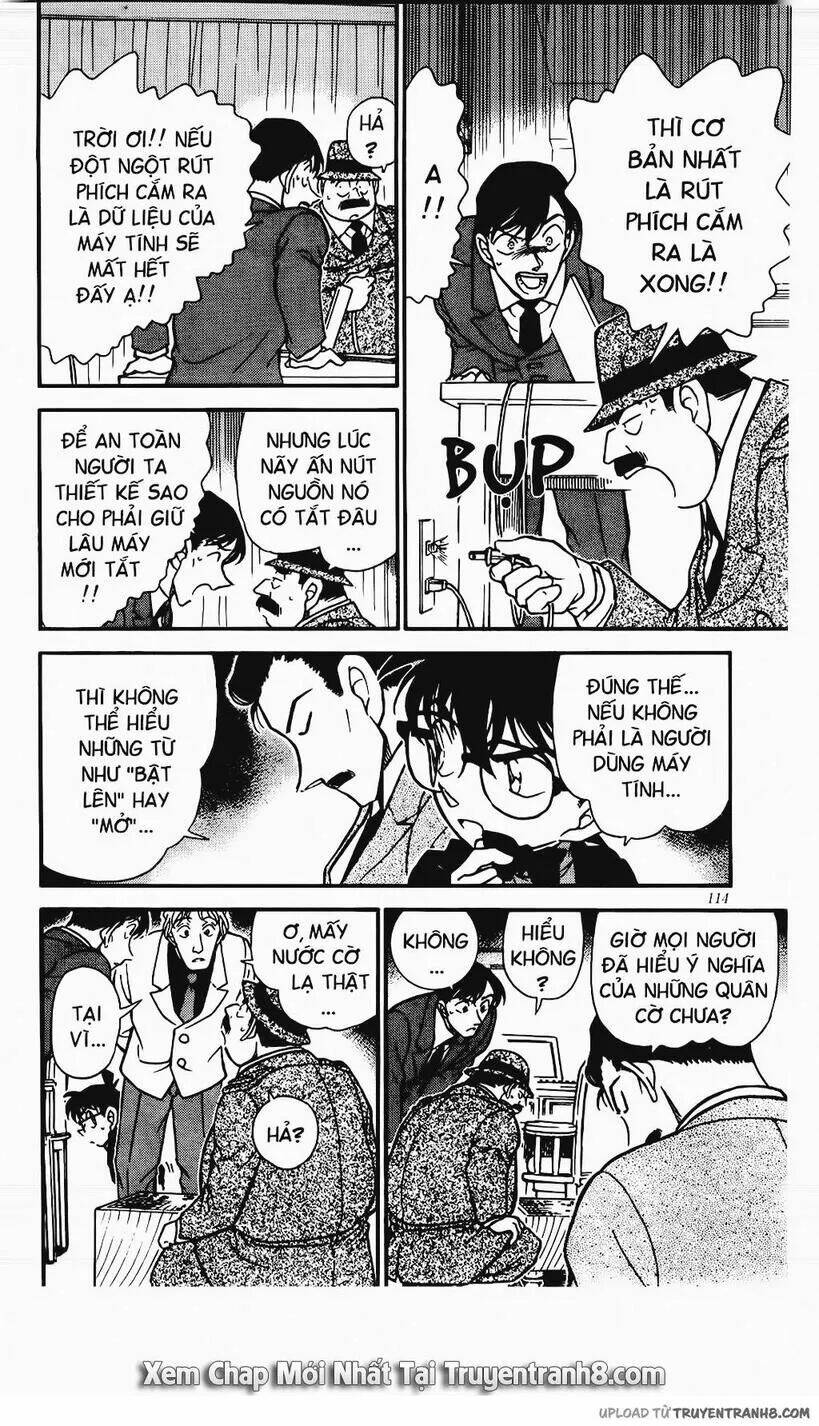 THÌ CƠ
BẢN NHẤT
LÀ RÚT
PHÍCH CẮM
RA LÀ
XONG!!
A
!!
BỤP
HẢ
?
TRỜI ƠI!! NẾU
ĐỘT NGỘT RÚT
PHÍCH CẮM RA
LÀ DỮ LIỆU CỦA
MÁY TÍNH SẼ
MẤT HẾT
ĐẤY Ạ!!
NHƯNG LÚC
NÃY ẤN NÚT
NGUỒN NÓ
CÓ TẮT ĐÂU
...
ĐỂ AN TOÀN
NGƯỜI TA
THIẾT KẾ SAO
CHO PHẢI GIỮ
LÂU MÁY
MỚI TẮT
!!
ĐÚNG THẾ...
NẾU KHÔNG
PHẢI LÀ NGƯỜI
DÙNG MÁY
TÍNH...
THÌ KHÔNG
THỂ HIỂU
NHỮNG TỪ
NHƯ "BẬT
LÊN" HAY
"MỞ"...
114
GIỜ MỌI NGƯỜI
ĐÃ HIỂU Ý NGHĨA
CỦA NHỮNG QUÂN
CỜ CHƯA?
HIỂU
KHÔNG
?
KHÔNG
...
Ơ, MẤY
NƯỚC CỜ
LẠ THẬT
...
HẢ?
TẠI
VÌ...
Xem Chap Mới Nhất Tại Truyentranh8.com
UPLOAD TỪ TRUYENTRANH8.COM